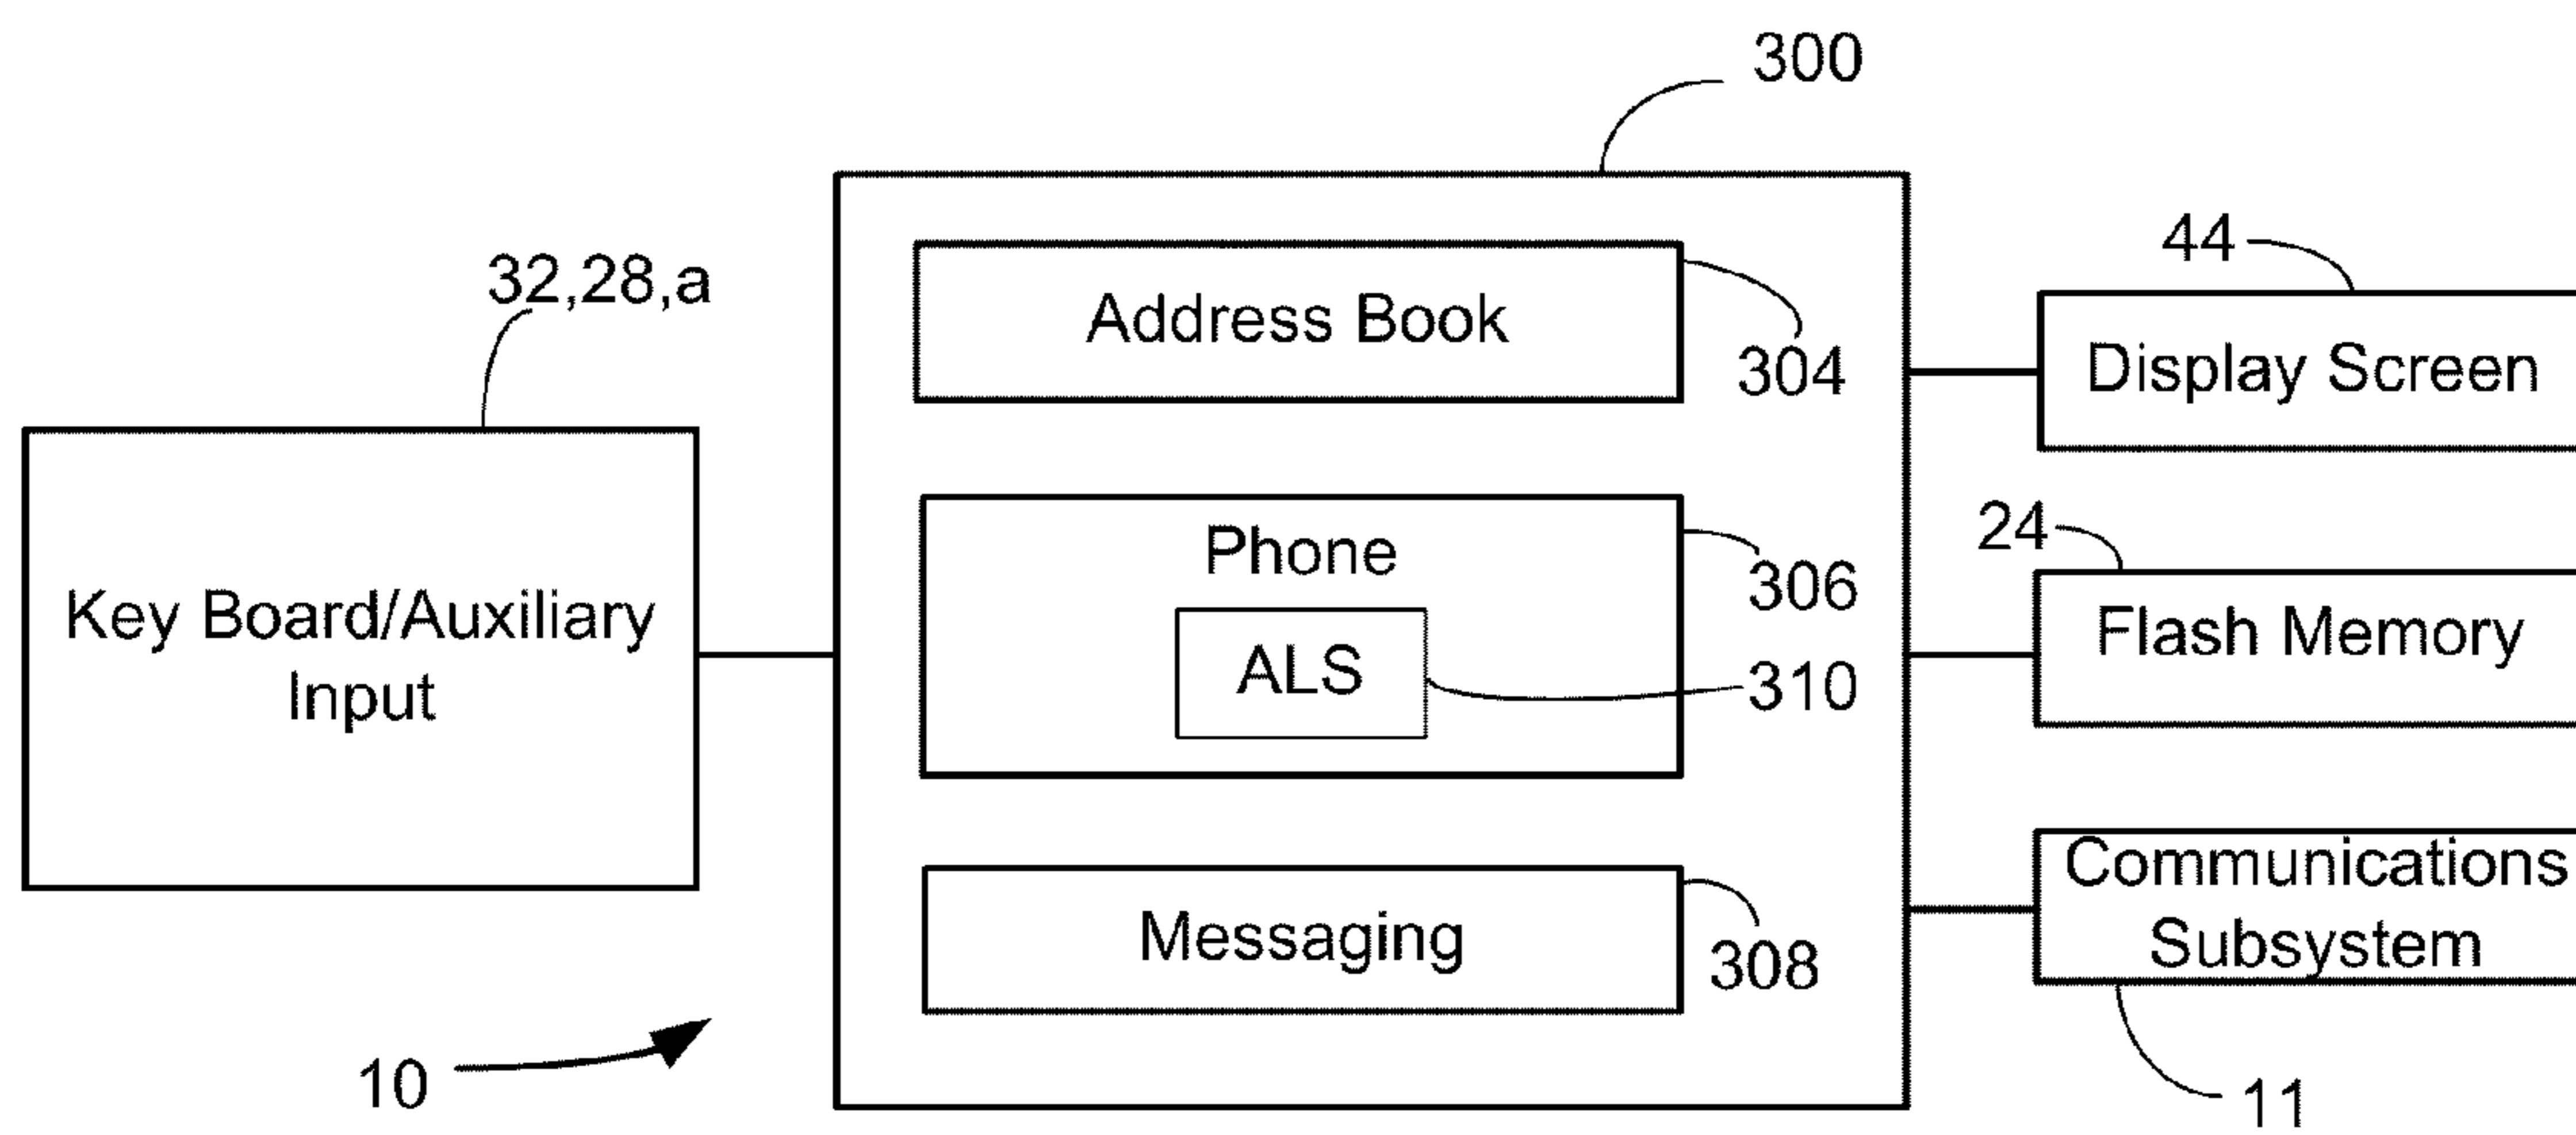 300
32,28,a
44
Address Book
304
Display Screen
24
Phone
306
Key Board/Auxiliary
Input
ALS
310
Flash Memory
Communications
Subsystem
Messaging
308
10
11